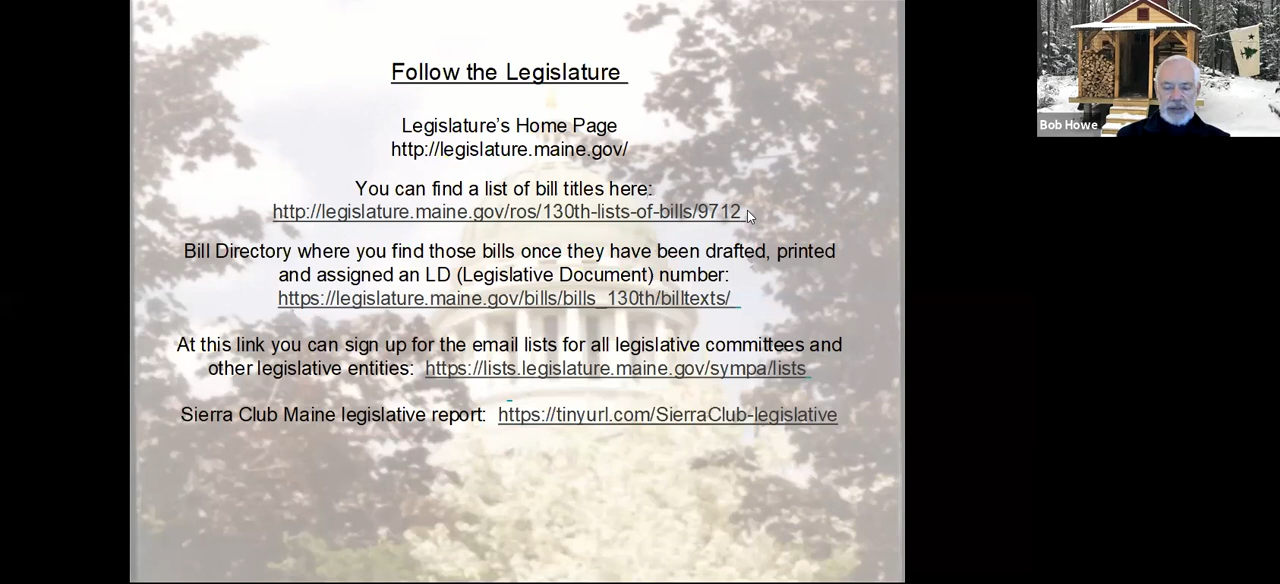 Follow the Legislature
Legislature’s Home Page
http://legislature.maine.gov/
You can find a list of bill titles here:
http://legislature.maine.gov/ros/130th-lists-of-bills/9712
Bill Directory where you find those bills once they have been drafted, printed
and assigned an LD (Legislative Document) number:
https://legislature.maine.gov/bills/bills_130th/billtexts/
At this link you can sign up for the email lists for all legislative committees and
other legislative entities: https://lists.legislature.maine.gov/sympa/lists
Sierra Club Maine legislative report: https://tinyurl.com/SierraClub-legislative
Bob Howe